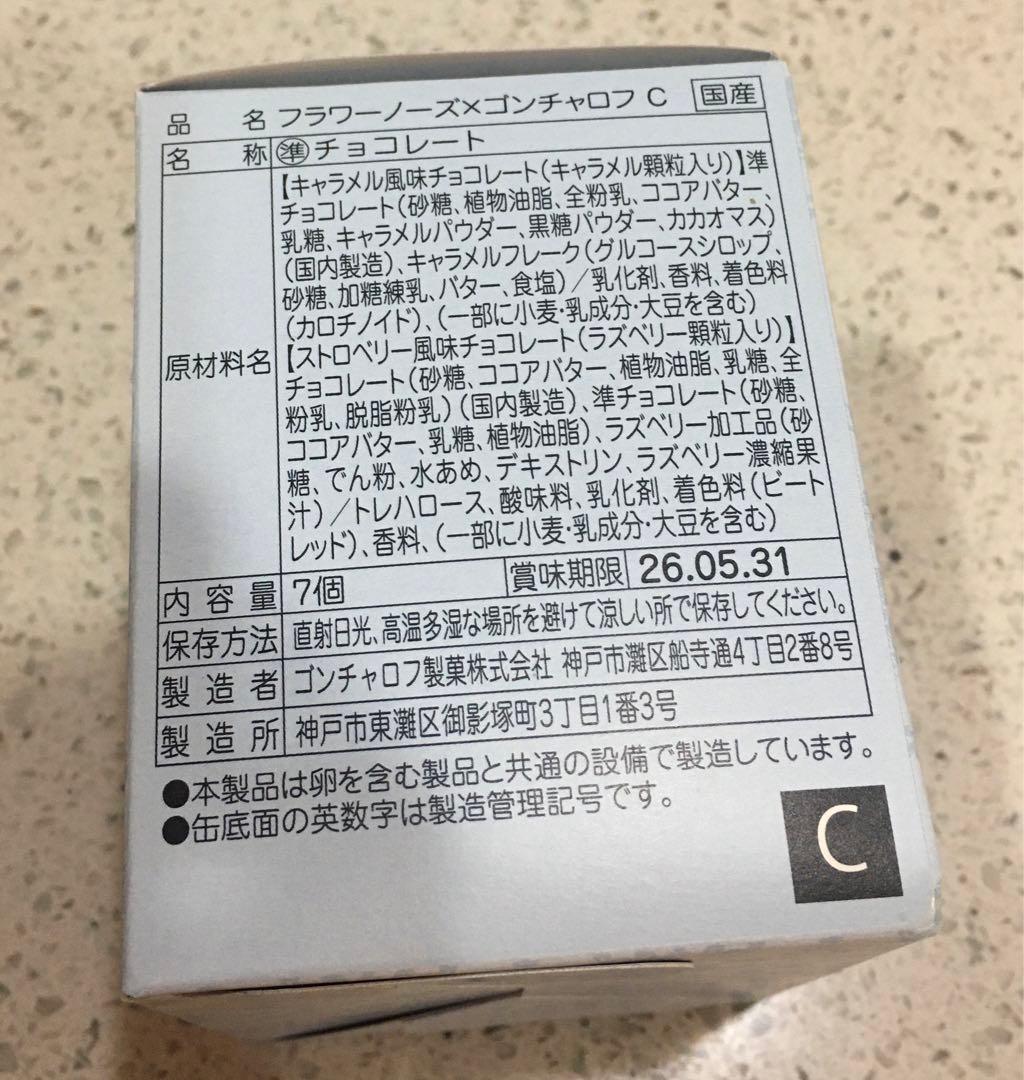 品名 フラワーノーズ×ゴンチャロフ C 国産
名称 ㊜チョコレート
【キャラメル風味チョコレート(キャラメル顆粒入り)】準
チョコレート(砂糖、植物油脂、全粉乳、ココアバター、
乳糖、キャラメルパウダー、黒糖パウダー、カカオマス)
(国内製造)、キャラメルフレーク(グルコースシロップ、
砂糖、加糖練乳、バター、食塩)/乳化剤、香料、着色料
(カロチノイド)、(一部に小麦・乳成分・大豆を含む)
原材料名
【ストロベリー風味チョコレート(ラズベリー顆粒入り)】
チョコレート(砂糖、ココアバター、植物油脂、乳糖、全
粉乳、脱脂粉乳)(国内製造)、準チョコレート(砂糖、
ココアバター、乳糖、植物油脂)、ラズベリー加工品(砂
糖、でん粉、水あめ、デキストリン、ラズベリー濃縮果
汁)/トレハロース、酸味料、乳化剤、着色料(ビート
レッド)、香料、(一部に小麦・乳成分・大豆を含む)
内容量 7個 賞味期限 26.05.31
保存方法 直射日光、高温多湿な場所を避けて涼しい所で保存してください。
製造者 ゴンチャロフ製菓株式会社 神戸市灘区船寺通4丁目2番8号
製造所 神戸市東灘区御影塚町3丁目1番3号
●本製品は卵を含む製品と共通の設備で製造しています。
●缶底面の英数字は製造管理記号です。
C